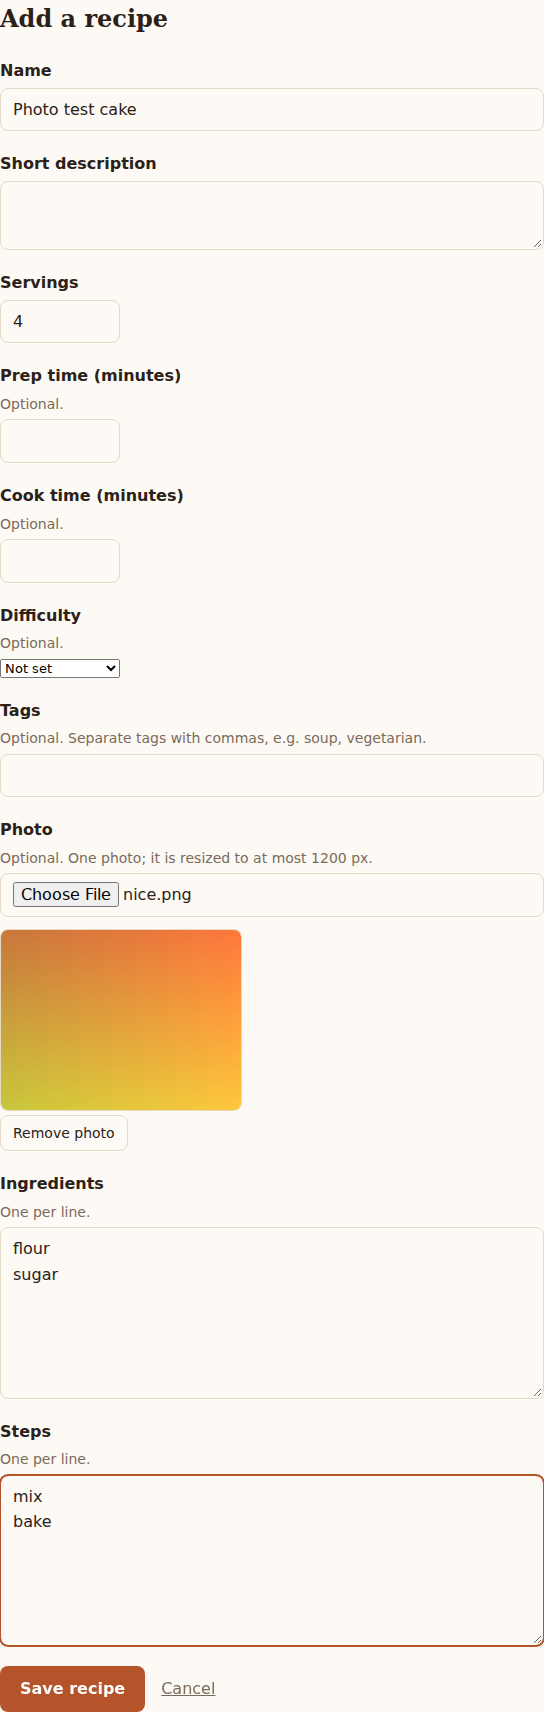 Add a recipe
Name
Photo test cake
Short description
Servings
4
Prep time (minutes)
Optional.
Cook time (minutes)
Optional.
Difficulty
Optional.
Not set
Tags
Optional. Separate tags with commas, e.g. soup, vegetarian.
Photo
Optional. One photo; it is resized to at most 1200 px.
Choose File nice.png
Remove photo
Ingredients
One per line.
flour
sugar
Steps
One per line.
mix
bake
Save recipe Cancel